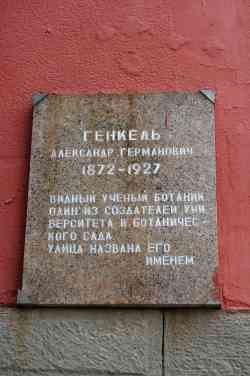 ГЕНКЕЛЬ
АЛЕКСАНДР ГЕРМАНОВИЧ
1872-1927
ВИДНЫЙ УЧЕНЫЙ БОТАНИК
ОДИН ИЗ СОЗДАТЕЛЕЙ УНИ
ВЕРСИТЕТА И БОТАНИЧЕС
КОГО САДА
УЛИЦА НАЗВАНА ЕГО
ИМЕНЕМ